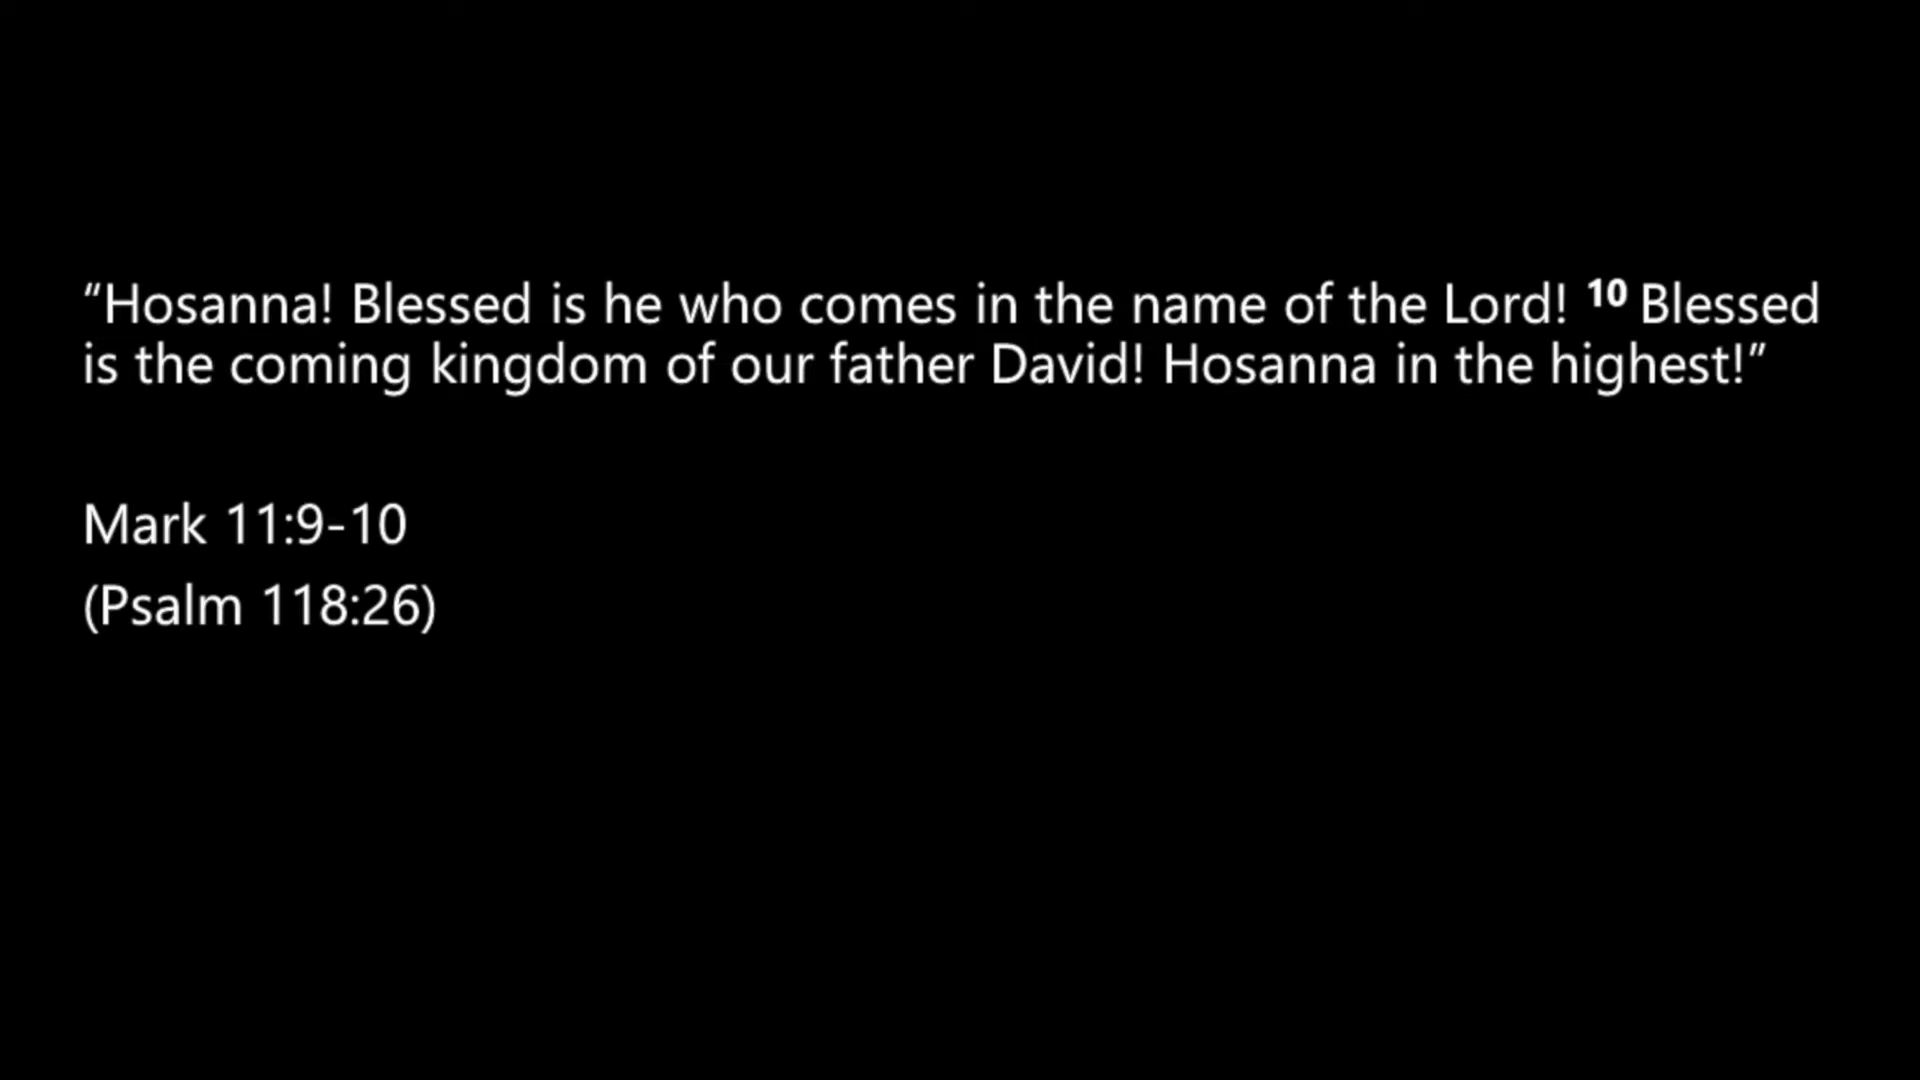 “Hosanna! Blessed is he who comes in the name of the Lord! 10 Blessed
is the coming kingdom of our father David! Hosanna in the highest!”
Mark 11:9-10
(Psalm 118:26)